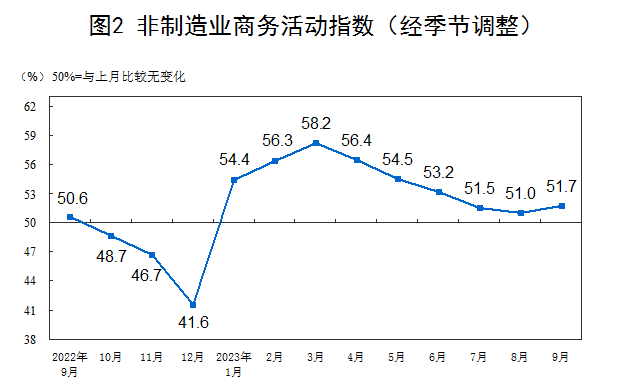 图2 非制造业商务活动指数（经季节调整）
（%）50%=与上月比较无变化
62
59
56
53
50
47
44
41
38
50.6
48.7
46.7
41.6
54.4
56.3
58.2
56.4
54.5
53.2
51.5
51.0
51.7
2022年
9月
10月
11月
12月
2023年
1月
2月
3月
4月
5月
6月
7月
8月
9月